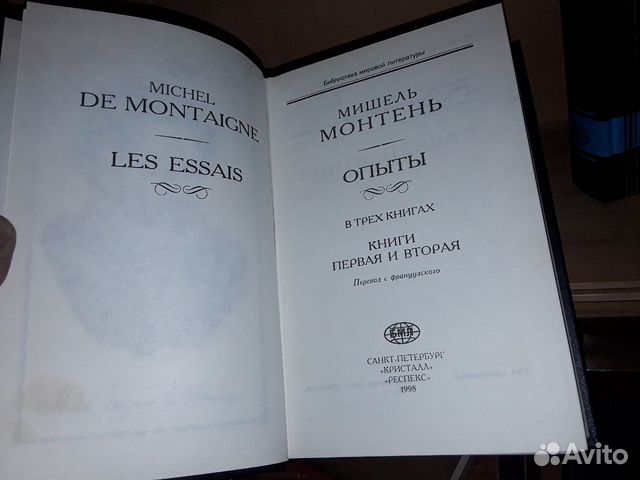 MICHEL
DE MONTAIGNE
LES ESSAIS
Библиотека мировой литературы
МИШЕЛЬ
МОНТЕНЬ
ОПЫТЫ
В ТРЕХ КНИГАХ
КНИГИ
ПЕРВАЯ И ВТОРАЯ
Перевод с французского
БМЛ
САНКТ-ПЕТЕРБУРГ
«КРИСТАЛЛ»
«РЕСПЕКС»
1998
Avito